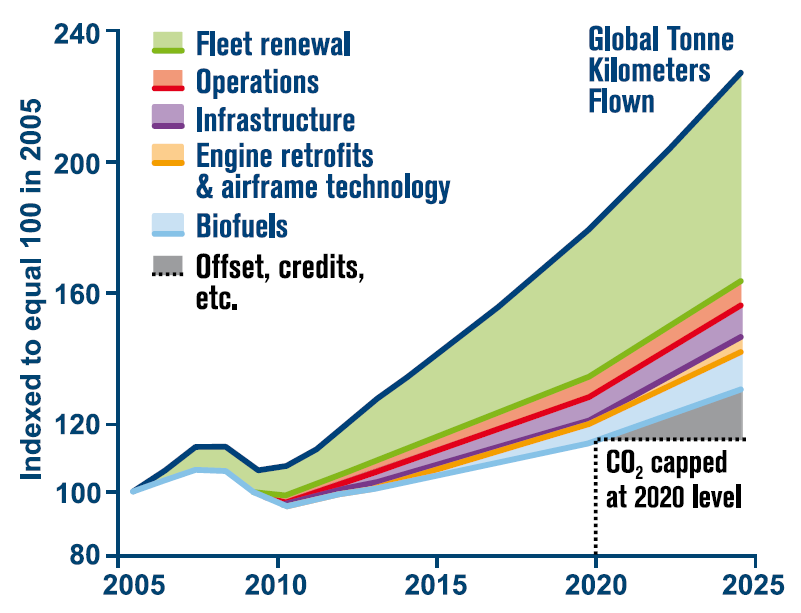 240
200
160
120
100
80
Indexed to equal 100 in 2005
Fleet renewal
Operations
Infrastructure
Engine retrofits
& airframe technology
Biofuels
Offset, credits,
etc.
Global Tonne
Kilometers
Flown
CO₂ capped
at 2020 level
2005
2010
2015
2020
2025